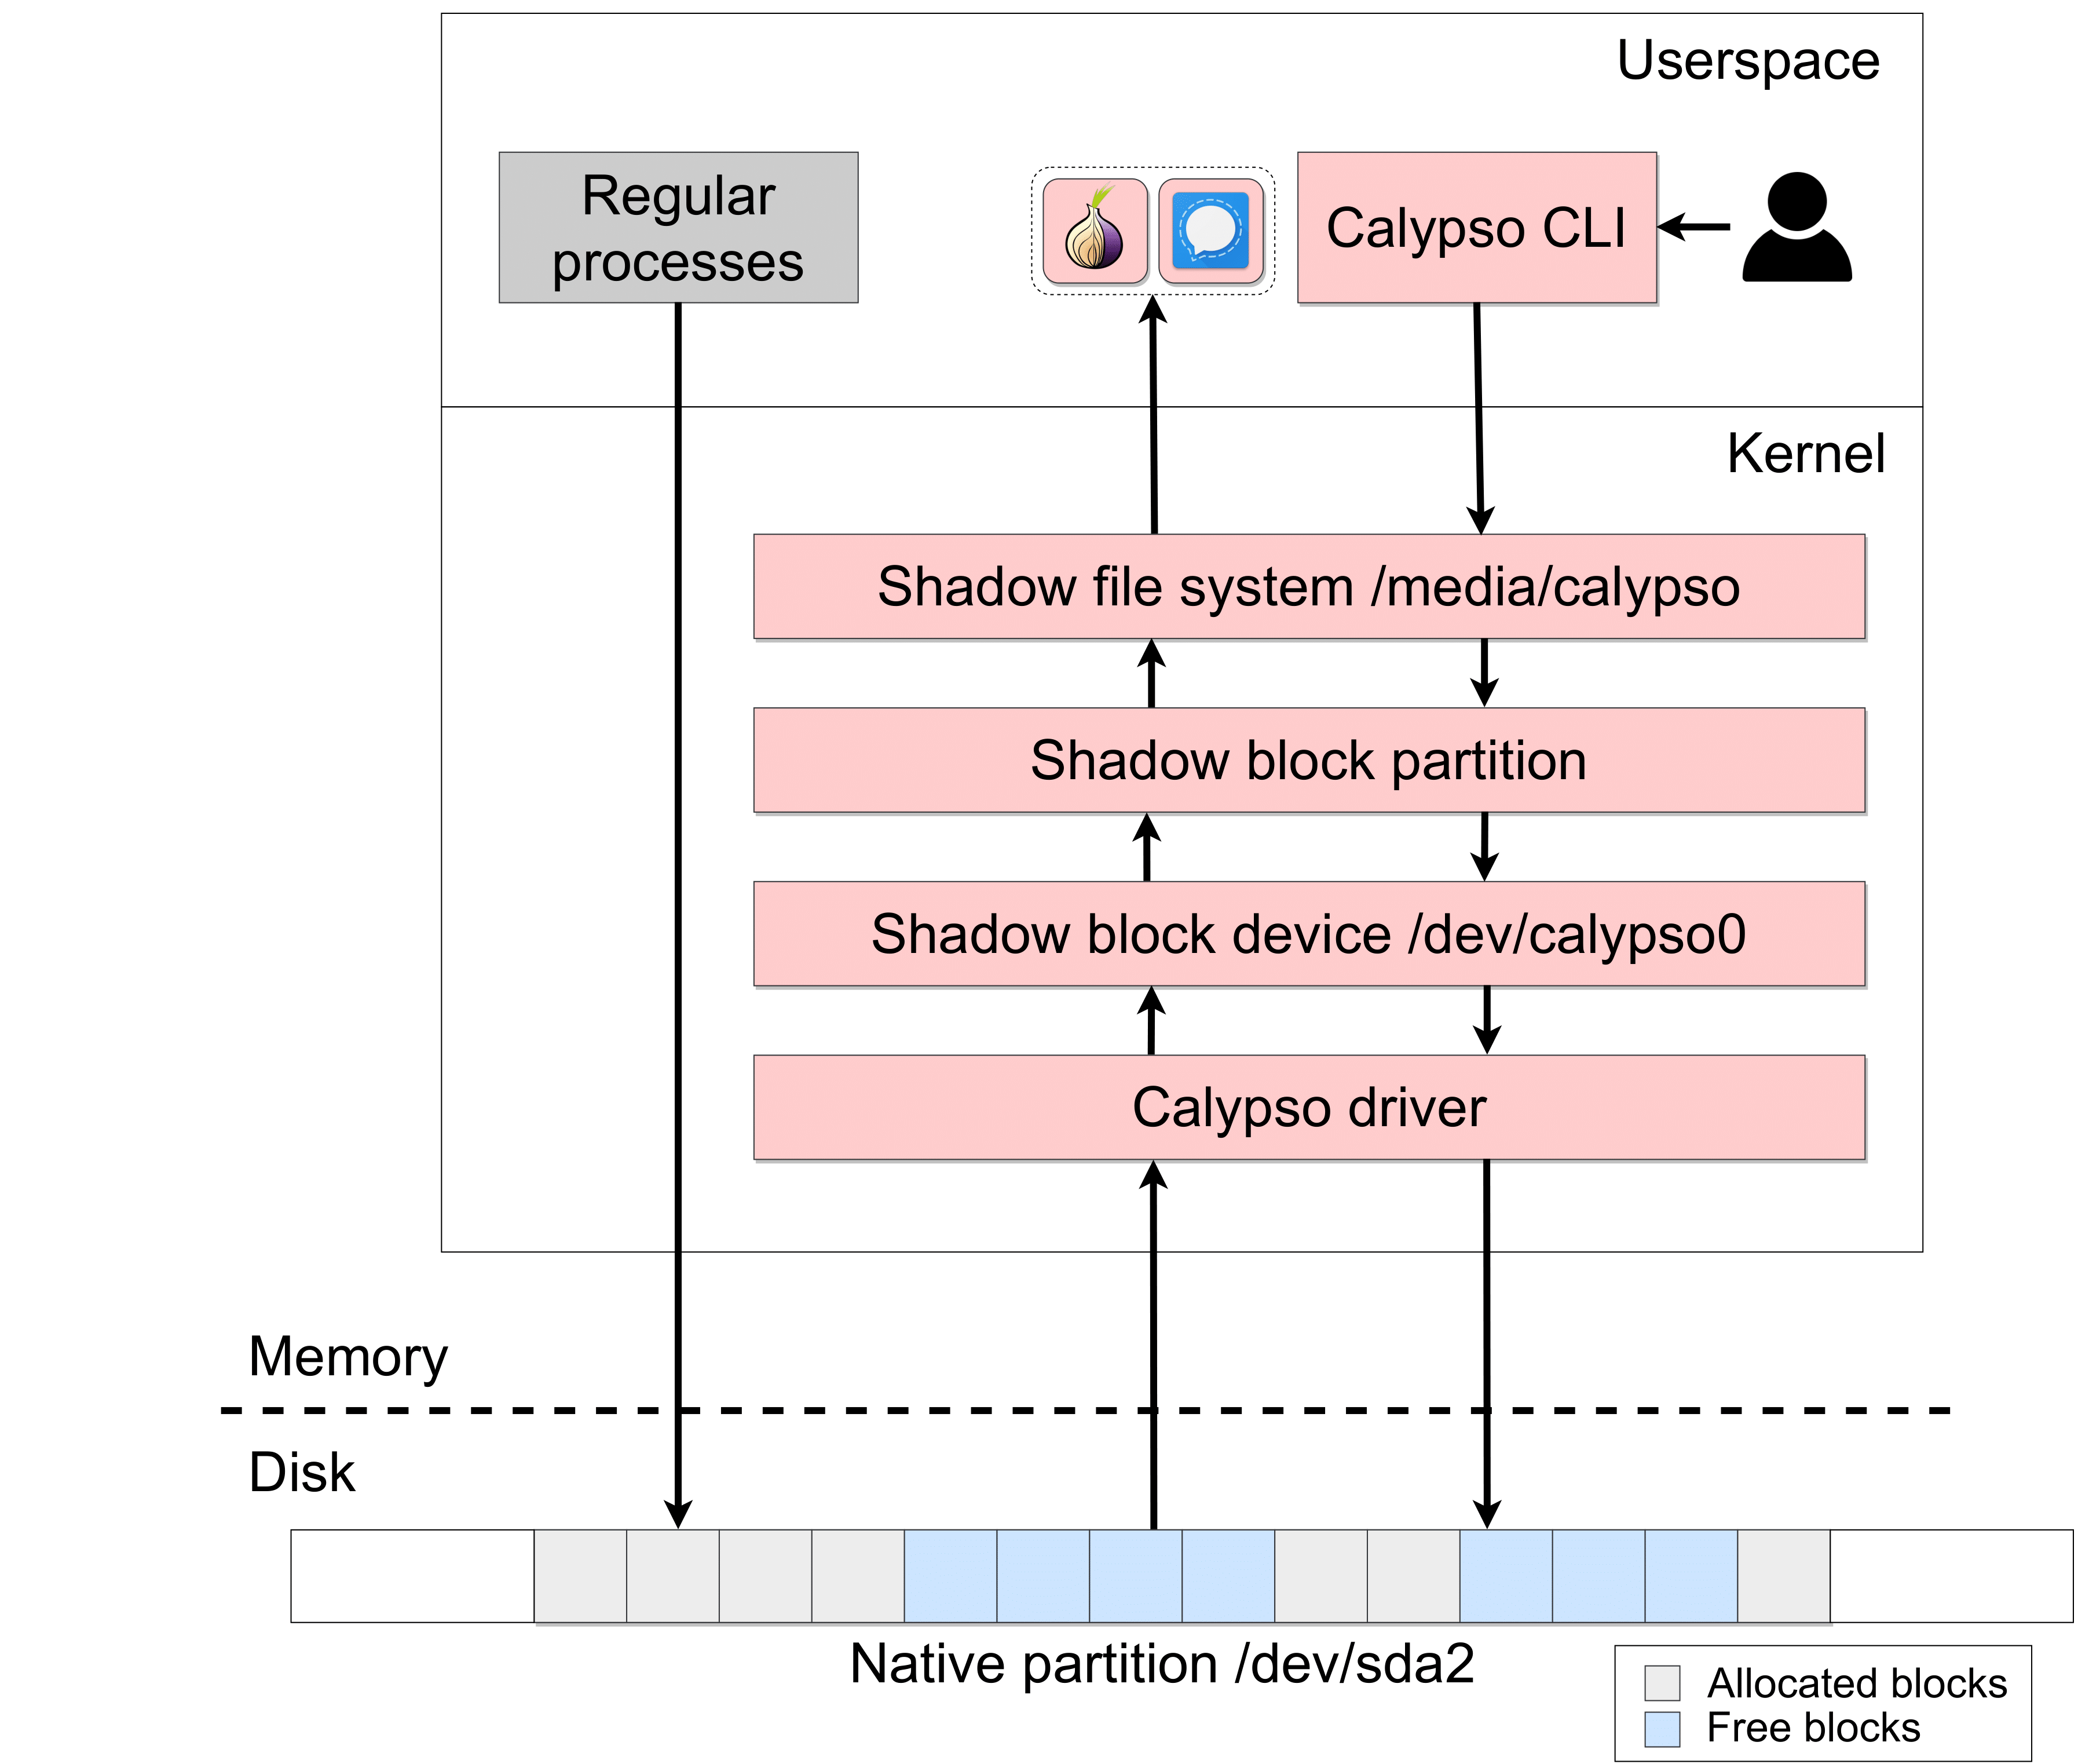 Userspace
Regular
processes
Calypso CLI
Kernel
Shadow file system /media/calypso
Shadow block partition
Shadow block device /dev/calypso0
Calypso driver
Memory
Disk
Native partition /dev/sda2
Allocated blocks
Free blocks